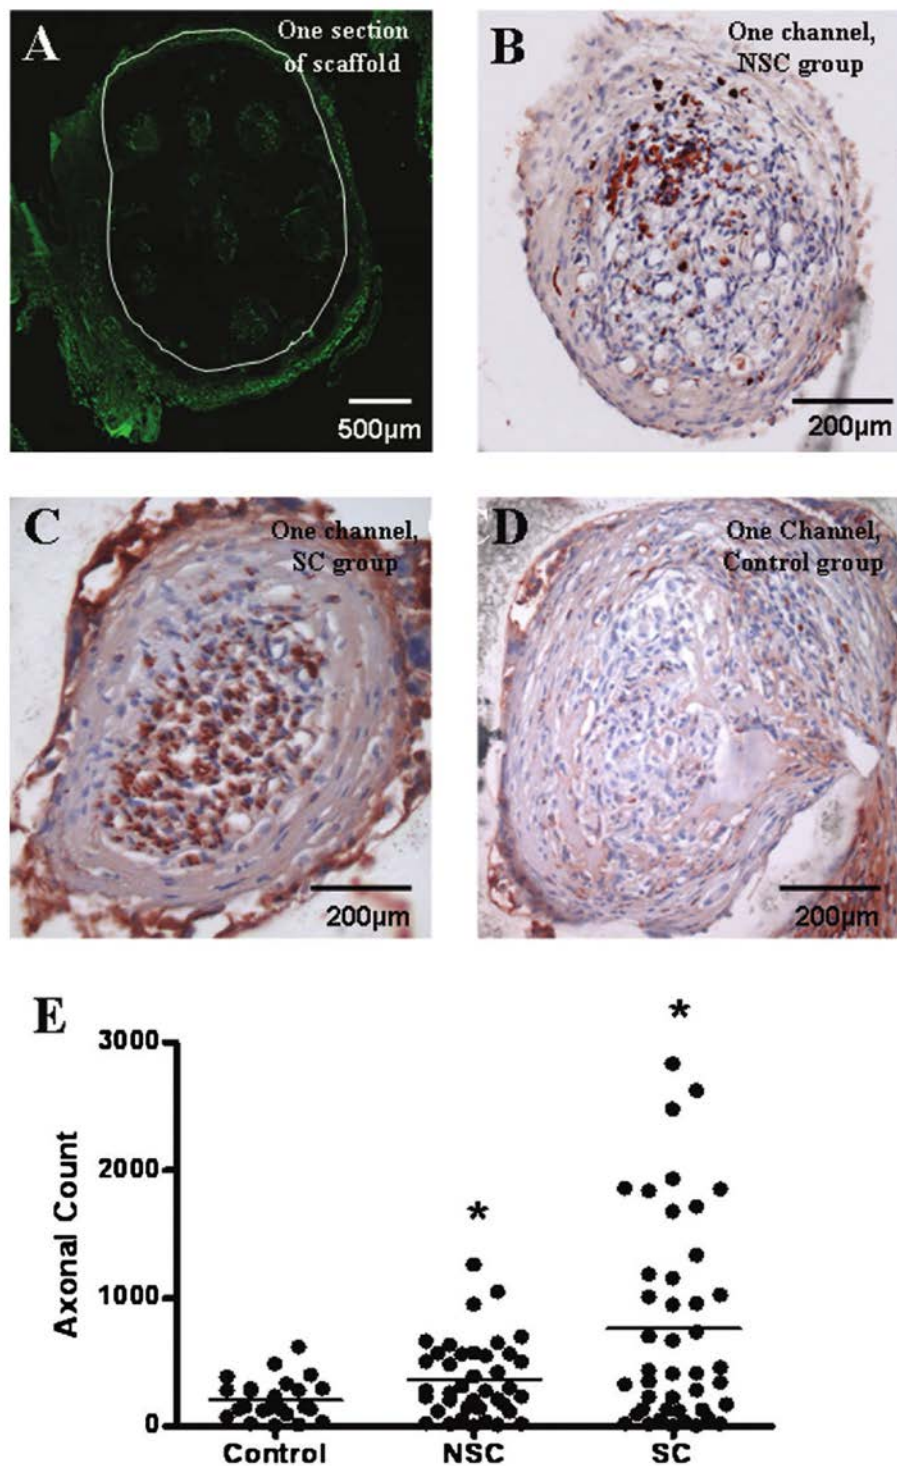 A
One section
of scaffold
500μm
B
One channel,
NSC group
200μm
C
One channel,
SC group
200μm
D
One Channel,
Control group
200μm
E
Axonal Count
3000
2000
1000
0
*
*
Control
NSC
SC